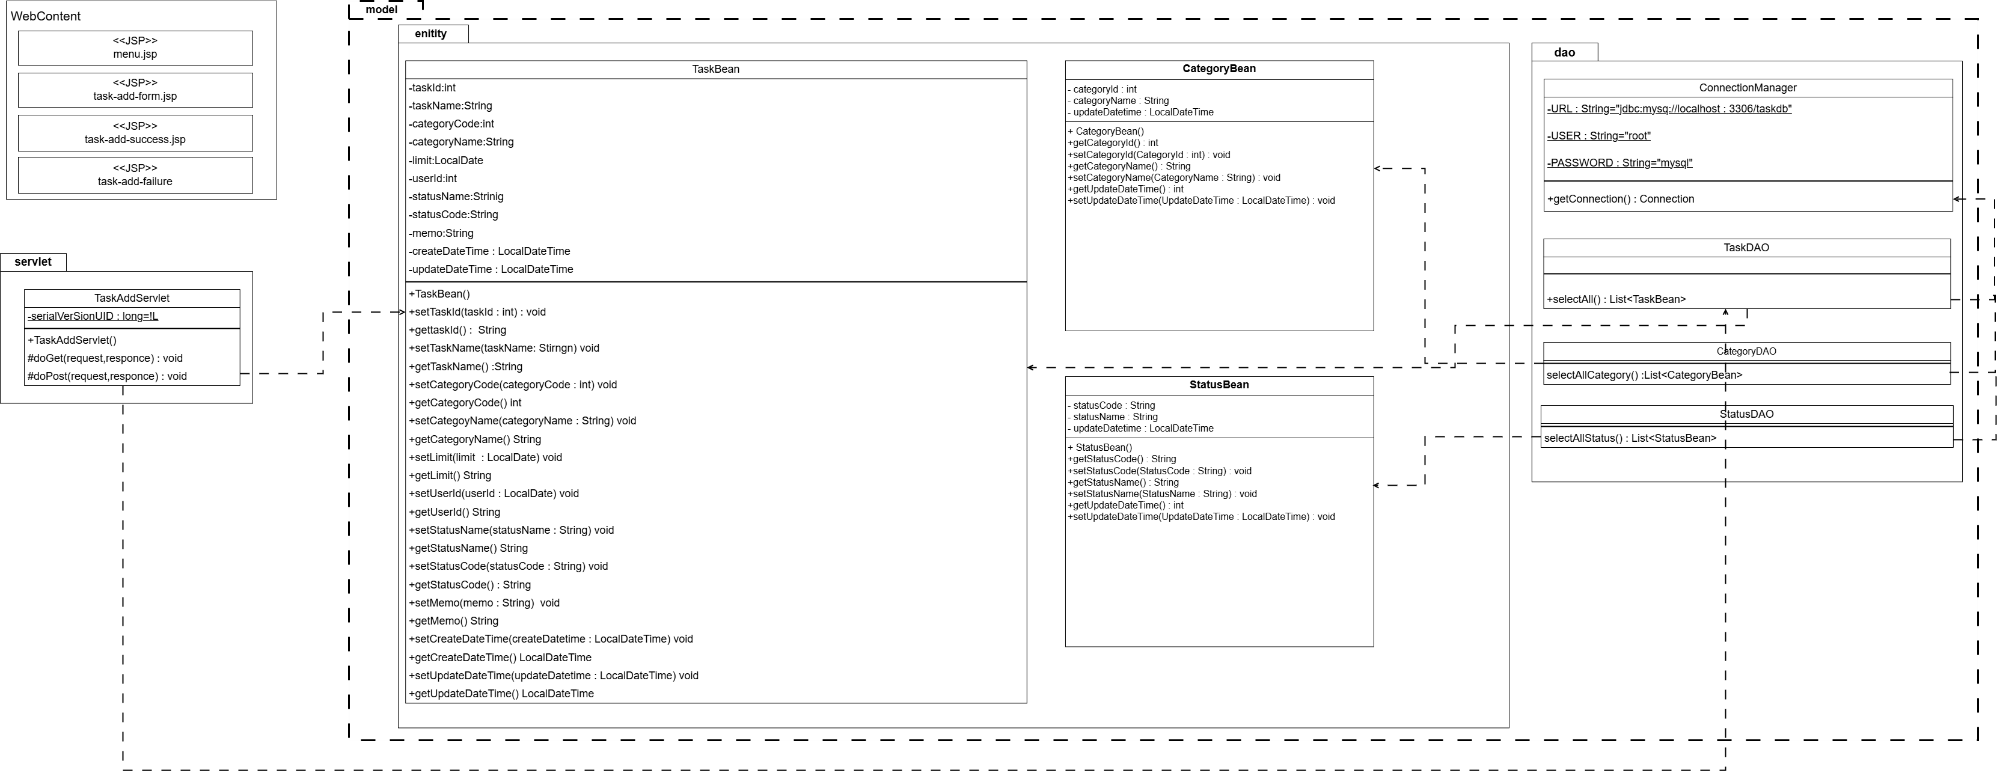 WebContent
<<JSP>>
menu.jsp
<<JSP>>
task-add-form.jsp
<<JSP>>
task-add-success.jsp
<<JSP>>
task-add-failure
servlet
TaskAddServlet
-serialVerSionUID : long=!L
+TaskAddServlet()
#doGet(request,responce) : void
#doPost(request,responce) : void
model
enitity
TaskBean
-taskId:int
-taskName:String
-categoryCode:int
-categoryName:String
-limit:LocalDate
-userId:int
-statusName:Strinig
-statusCode:String
-memo:String
-createDateTime : LocalDateTime
-updateDateTime : LocalDateTime
+TaskBean()
+setTaskId(taskId : int) : void
+gettaskId() :  String
+setTaskName(taskName: Stirngn) void
+getTaskName() :String
+setCategoryCode(categoryCode : Int) void
+getCategoryCode() Int
+setCategoyName(categoryName : String) void
+getCategoryName() String
+setLimit(limit  : LocalDate) void
+getLimit() String
+setUserId(userId : LocalDate) void
+getUserId() String
+setStatusName(statusName : String) void
+getStatusName() String
+setStatusCode(statusCode : String) void
+getStatusCode() : String
+setMemo(memo : String)  void
+getMemo() String
+setCreateDateTime(createDatetime : LocalDateTime) void
+getCreateDateTime() LocalDateTime
+setUpdateDateTime(updateDatetime : LocalDateTime) void
+getUpdateDateTime() LocalDateTime
CategoryBean
- categoryId : int
- categoryName : String
- updateDatetime : LocalDateTime
+ CategoryBean()
+getCategoryId() : int
+setCategoryId(CategoryId : int) : void
+getCategoryName() : String
+setCategoryName(CategoryName : String) : void
+getUpdateDateTime() : int
+setUpdateDateTime(UpdateDateTime : LocalDateTime) : void
StatusBean
- statusCode : String
- statusName : String
- updateDatetime : LocalDateTime
+ StatusBean()
+getStatusCode() : String
+setStatusCode(StatusCode : String) : void
+getStatusName() : String
+setStatusName(StatusName : String) : void
+getUpdateDateTime() : int
+setUpdateDateTime(UpdateDateTime : LocalDateTime) : void
dao
ConnectionManager
-URL : String="jdbc:mysq://localhost : 3306/taskdb"
-USER : String="root"
-PASSWORD : String="mysql"
+getConnection() : Connection
TaskDAO
+selectAll() : List<TaskBean>
CategoryDAO
selectAllCategory() :List<CategoryBean>
StatusDAO
selectAllStatus() : List<StatusBean>